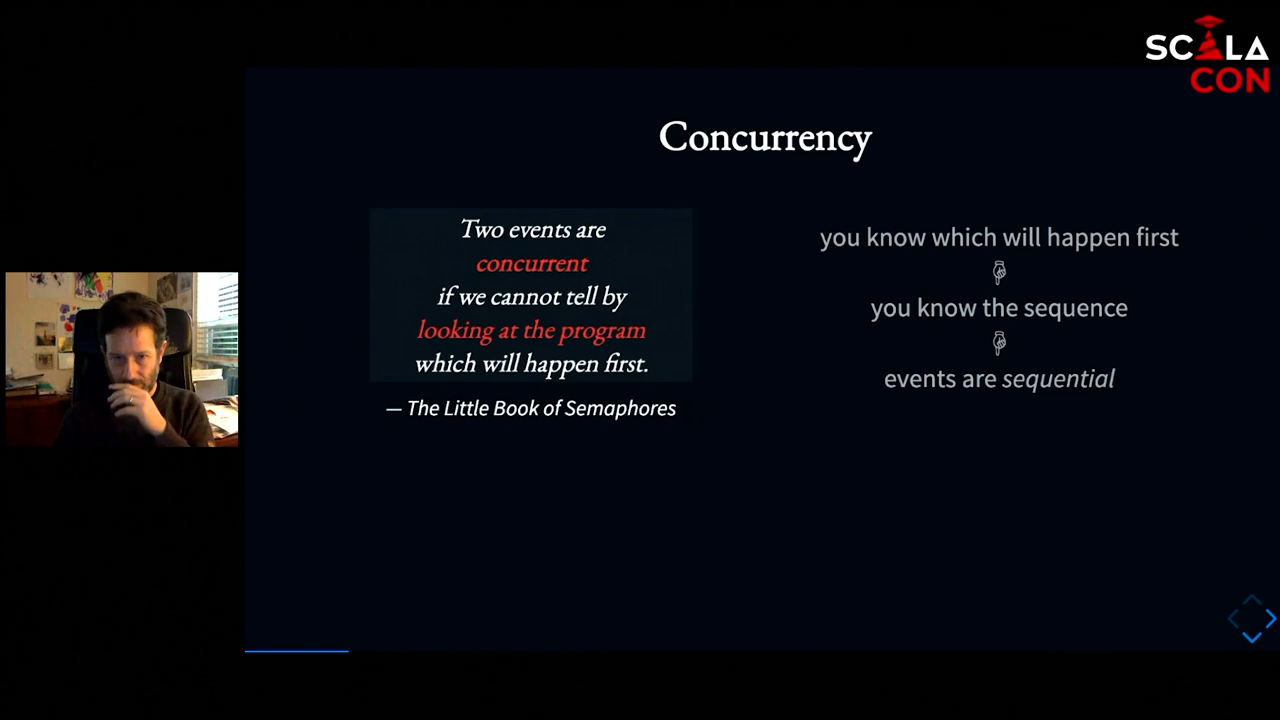 SCALA
CON
Concurrency
Two events are
concurrent
if we cannot tell by
looking at the program
which will happen first.
— The Little Book of Semaphores
you know which will happen first
☟
you know the sequence
☟
events are sequential